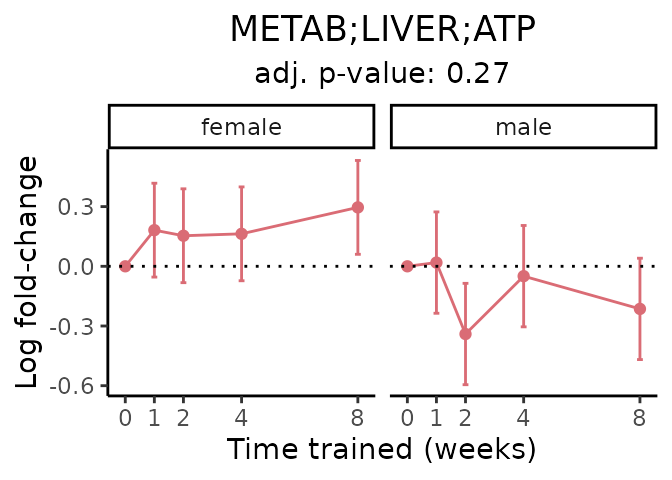 METAB;LIVER;ATP
adj. p-value: 0.27
female
male
Log fold-change
0.3
0.0
-0.3
-0.6
0 1 2 4 8
0 1 2 4 8
Time trained (weeks)